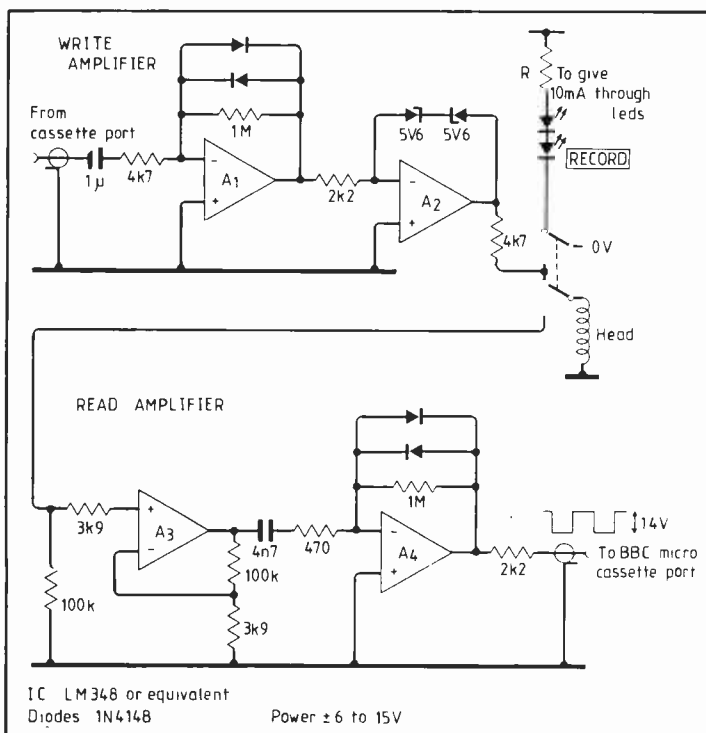 WRITE
AMPLIFIER
From
cassette port
1µ
4k7
1M
A1
2k2
5V6 5V6
A2
4k7
R
To give
10mA through
leds
RECORD
0V
Head
READ AMPLIFIER
3k9
100k
A3
100k
3k9
4n7
470
1M
A4
2k2
14V
To BBC micro
cassette port
IC LM348 or equivalent
Diodes 1N4148
Power ± 6 to 15V